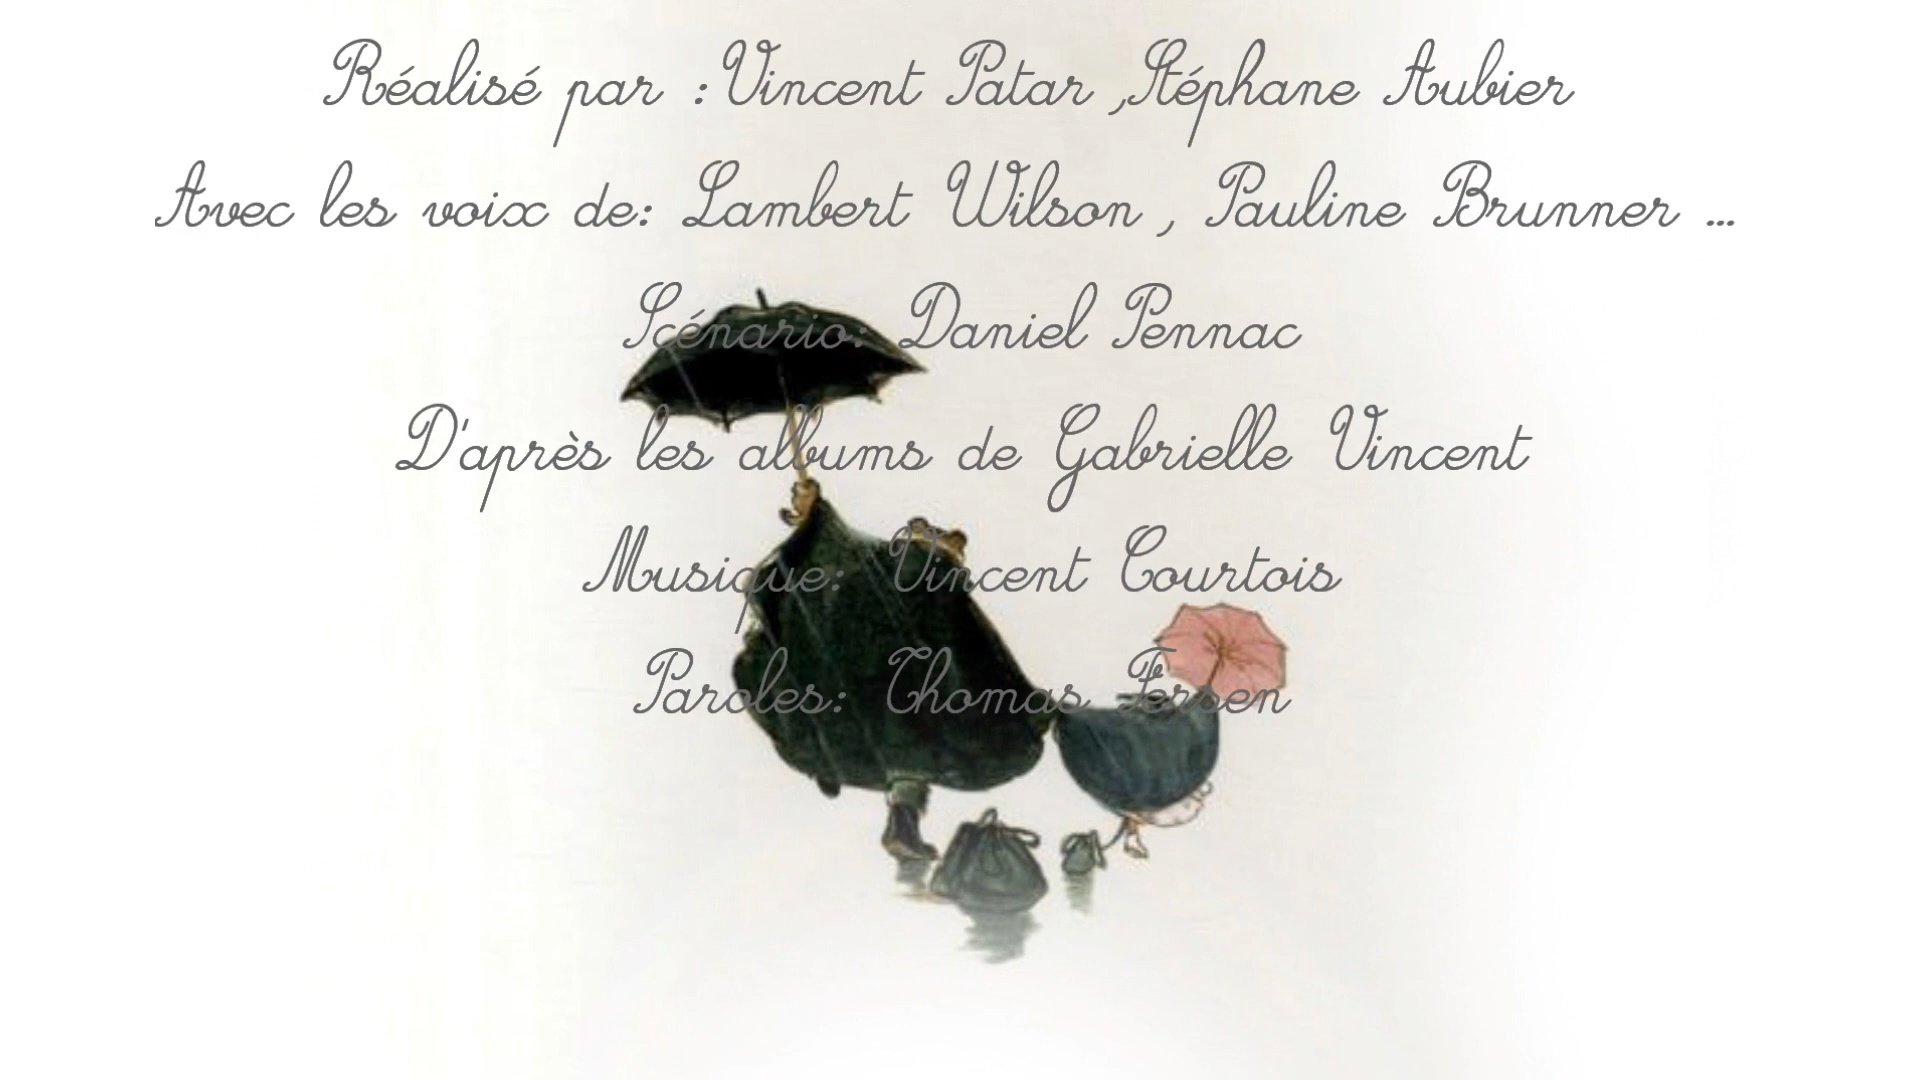 Réalisé par : Vincent Patar , Stéphane Aubier
Avec les voix de: Lambert Wilson , Pauline Brunner ...
Scénario: Daniel Pennac
D'après les albums de Gabrielle Vincent
Musique: Vincent Courtois
Paroles: Thomas Fersen